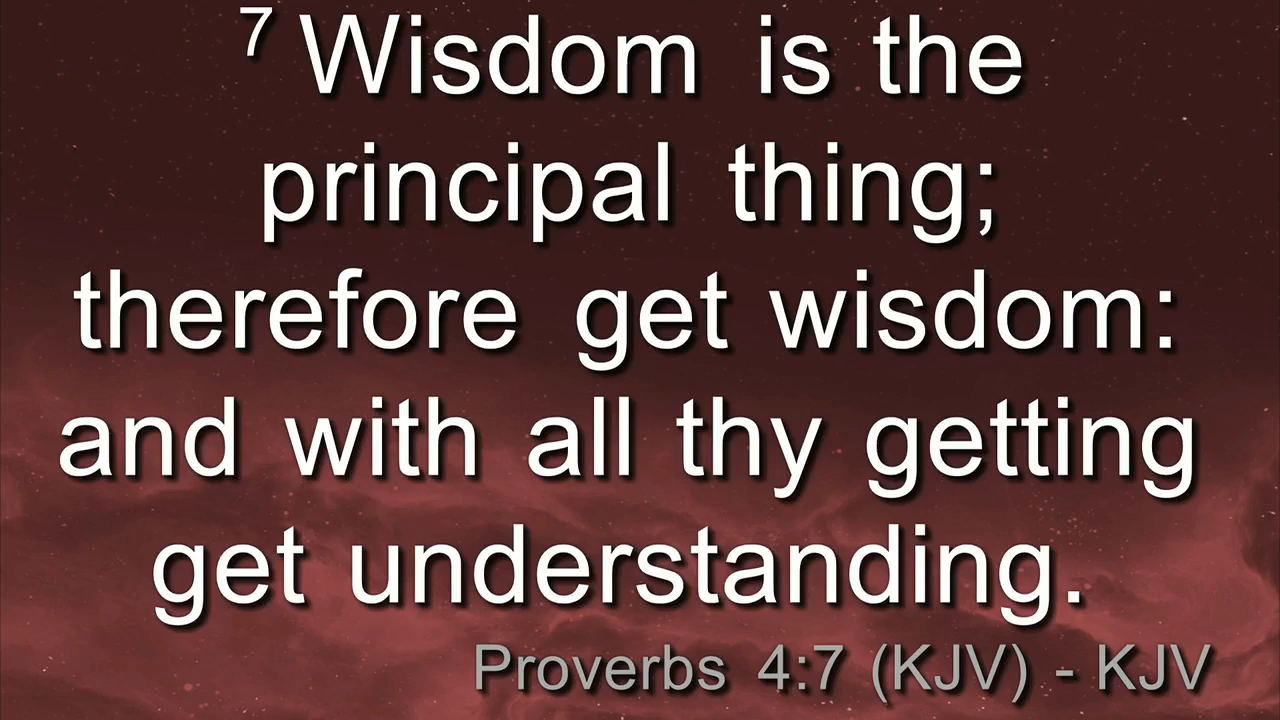 7 Wisdom is the
principal thing;
therefore get wisdom:
and with all thy getting
get understanding.
Proverbs 4:7 (KJV) - KJV